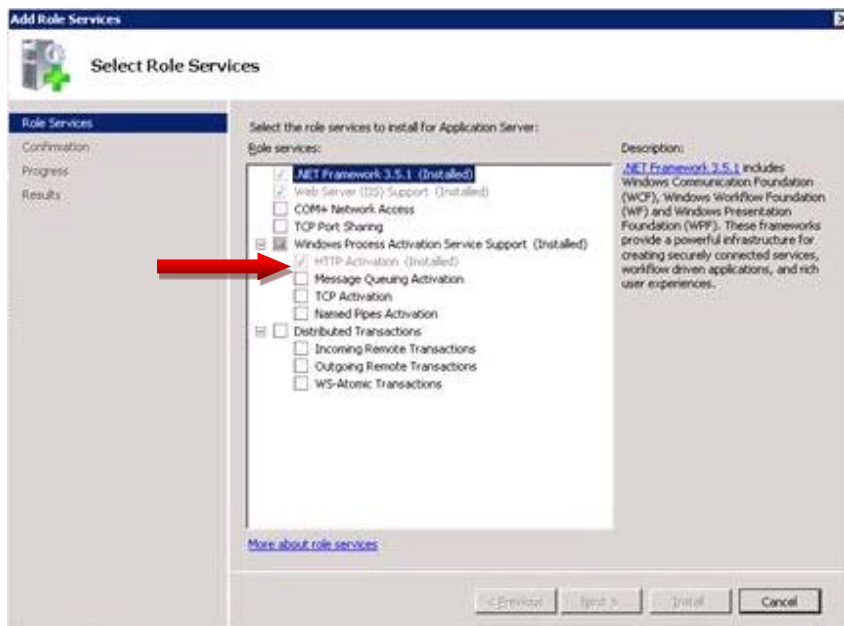 Add Role Services
Select Role Services
Role Services
Confirmation
Progress
Results
Select the role services to install for Application Server:
Role services:
.NET Framework 3.5.1 (Installed)
Web Server (IIS) Support (Installed)
COM+ Network Access
TCP Port Sharing
Windows Process Activation Service Support (Installed)
HTTP Activation (Installed)
Message Queuing Activation
TCP Activation
Named Pipes Activation
Distributed Transactions
Incoming Remote Transactions
Outgoing Remote Transactions
WS-Atomic Transactions
More about role services
Description:
.NET Framework 3.5.1 includes
Windows Communication Foundation
(WCF), Windows Workflow Foundation
(WF) and Windows Presentation
Foundation (WPF). These frameworks
provide a powerful infrastructure for
creating securely connected services,
workflow driven applications, and rich
user experiences.
< Previous
Next >
Install
Cancel